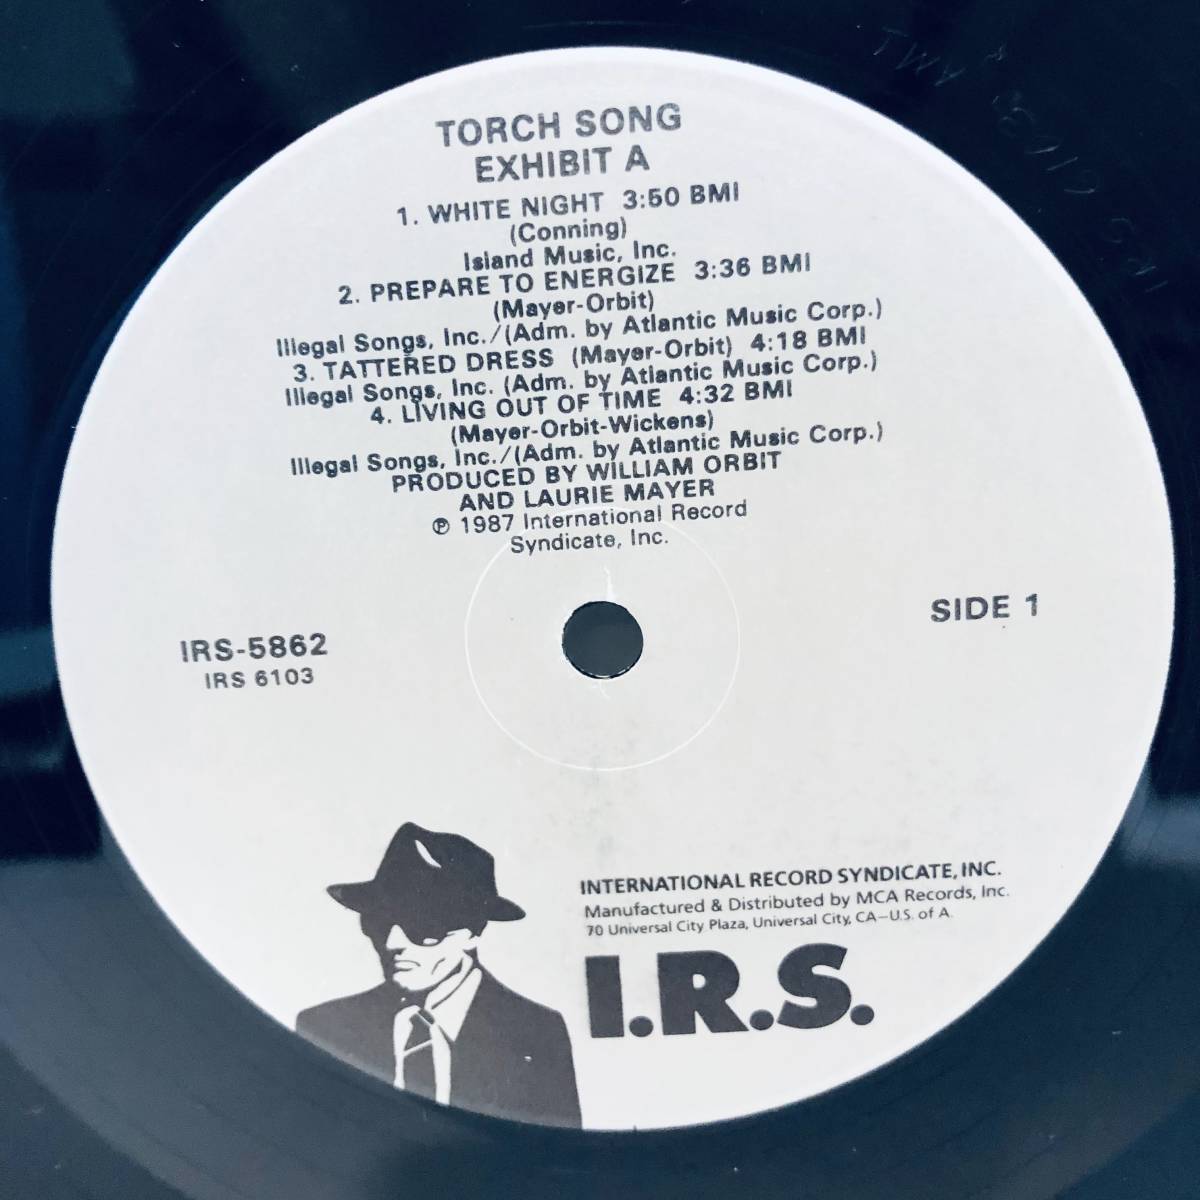 TORCH SONG
EXHIBIT A
1. WHITE NIGHT 3:50 BMI
(Conning)
Island Music, Inc.
2. PREPARE TO ENERGIZE 3:36 BMI
(Mayer-Orbit)
Illegal Songs, Inc./(Adm. by Atlantic Music Corp.)
3. TATTERED DRESS (Mayer-Orbit) 4:18 BMI
Illegal Songs, Inc. (Adm. by Atlantic Music Corp.)
4. LIVING OUT OF TIME 4:32 BMI
(Mayer-Orbit-Wickens)
Illegal Songs, Inc./(Adm. by Atlantic Music Corp.)
PRODUCED BY WILLIAM ORBIT
AND LAURIE MAYER
℗ 1987 International Record
Syndicate, Inc.
SIDE 1
IRS-5862
IRS 6103
INTERNATIONAL RECORD SYNDICATE, INC.
Manufactured & Distributed by MCA Records, Inc.
70 Universal City Plaza, Universal City, CA–U.S. of A.
I.R.S.